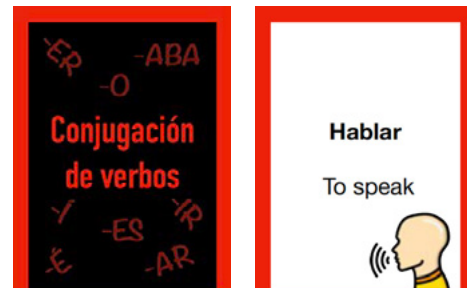 -ER
-ABA
-O
Conjugación
de verbos
-Í
-ES
-IR
-É
-AR
Hablar
To speak